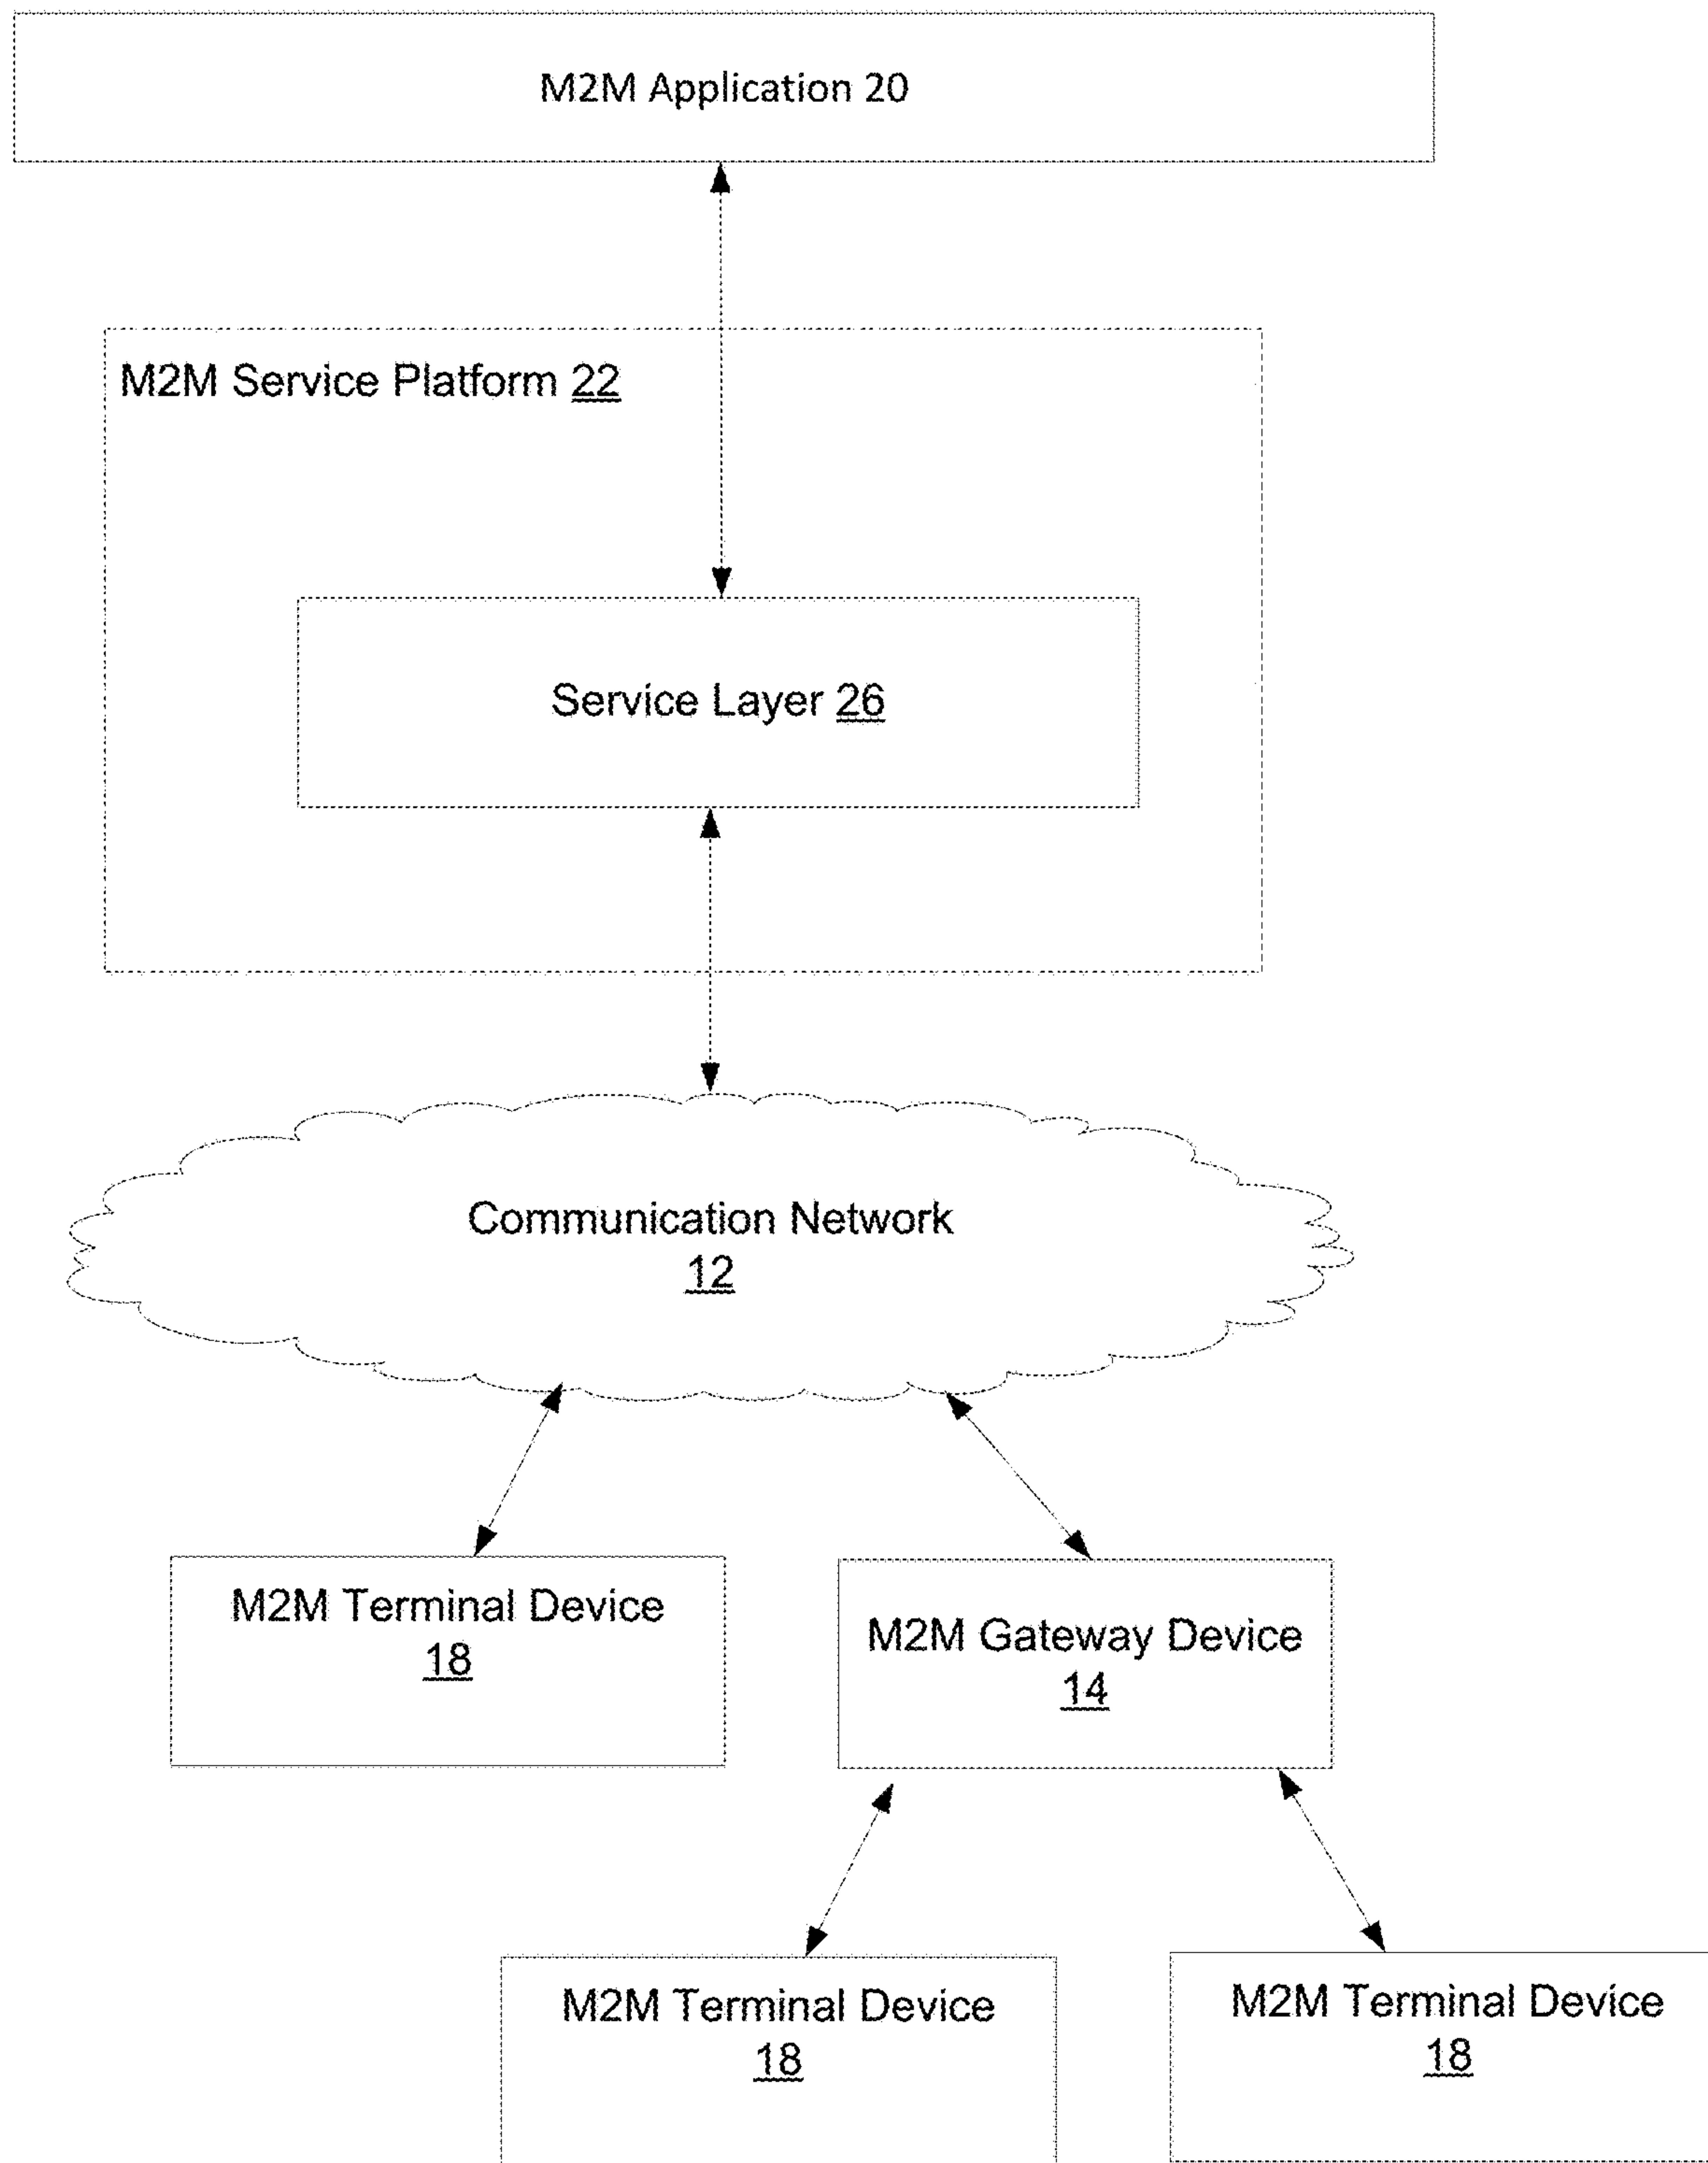 M2M Application 20
M2M Service Platform 22
Service Layer 26
Communication Network
12
M2M Terminal Device
18
M2M Gateway Device
14
M2M Terminal Device
18
M2M Terminal Device
18